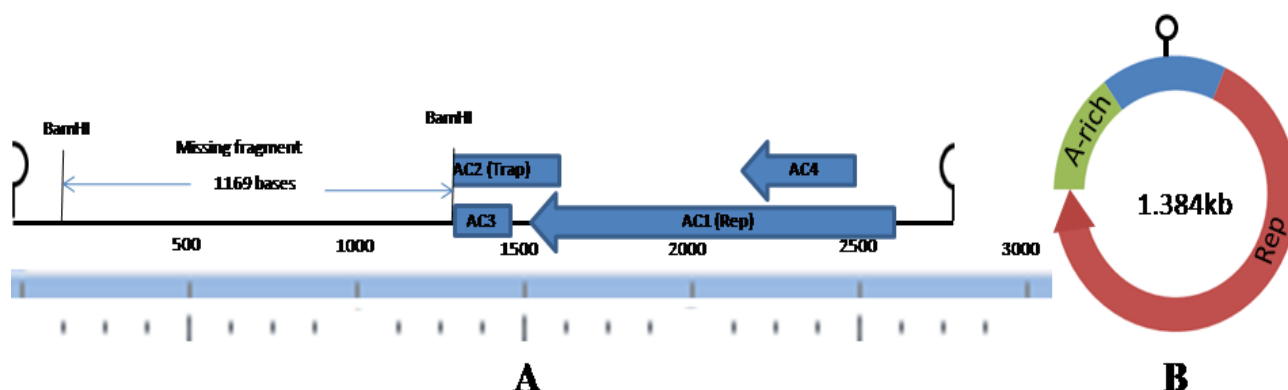 BamHI
BamHI
Missing fragment
1169 bases
AC2 (Trap)
AC4
AC3
AC1 (Rep)
500
1000
1500
2000
2500
3000
A
A-rich
1.384kb
Rep
B